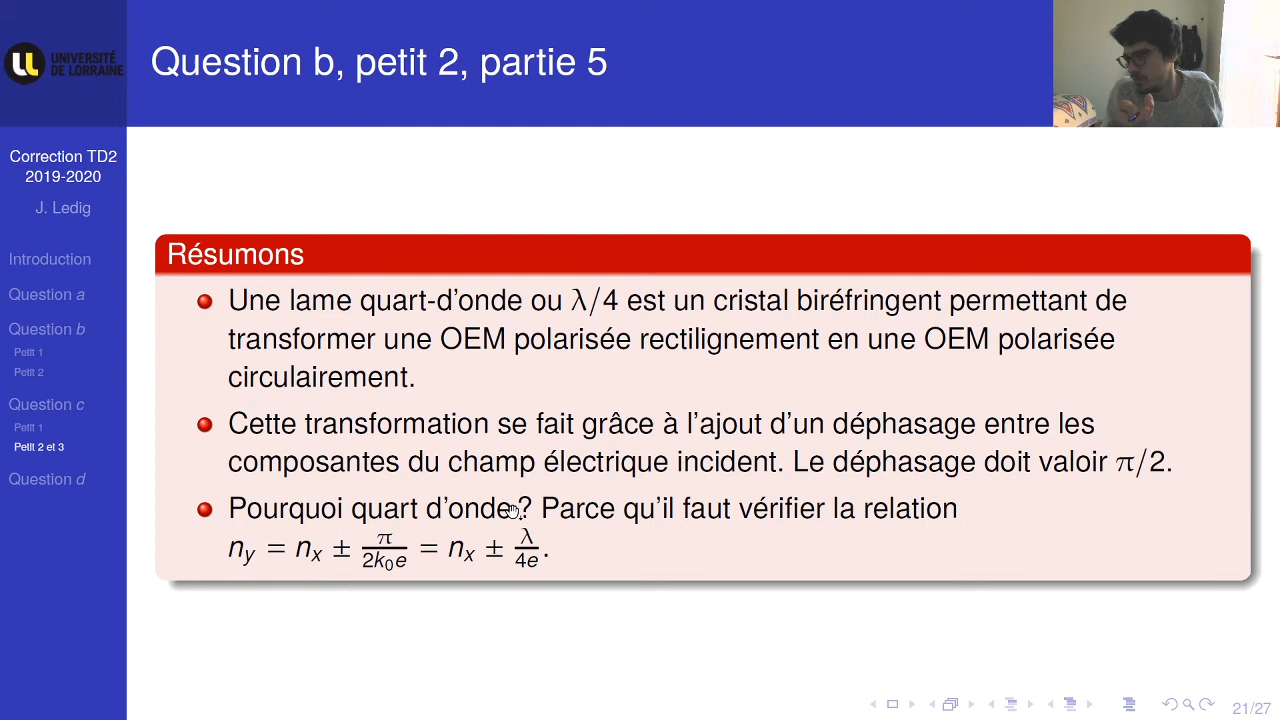 UNIVERSITÉ
DE LORRAINE
Question b, petit 2, partie 5
Correction TD2
2019-2020
J. Ledig
Introduction
Question a
Question b
Petit 1
Petit 2
Question c
Petit 1
Petit 2 et 3
Question d
Résumons
Une lame quart-d'onde ou λ/4 est un cristal biréfringent permettant de
transformer une OEM polarisée rectilignement en une OEM polarisée
circulairement.
Cette transformation se fait grâce à l'ajout d'un déphasage entre les
composantes du champ électrique incident. Le déphasage doit valoir π/2.
Pourquoi quart d'onde ? Parce qu'il faut vérifier la relation
n_y = n_x ± π/(2k_0e) = n_x ± λ/(4e).
21/27